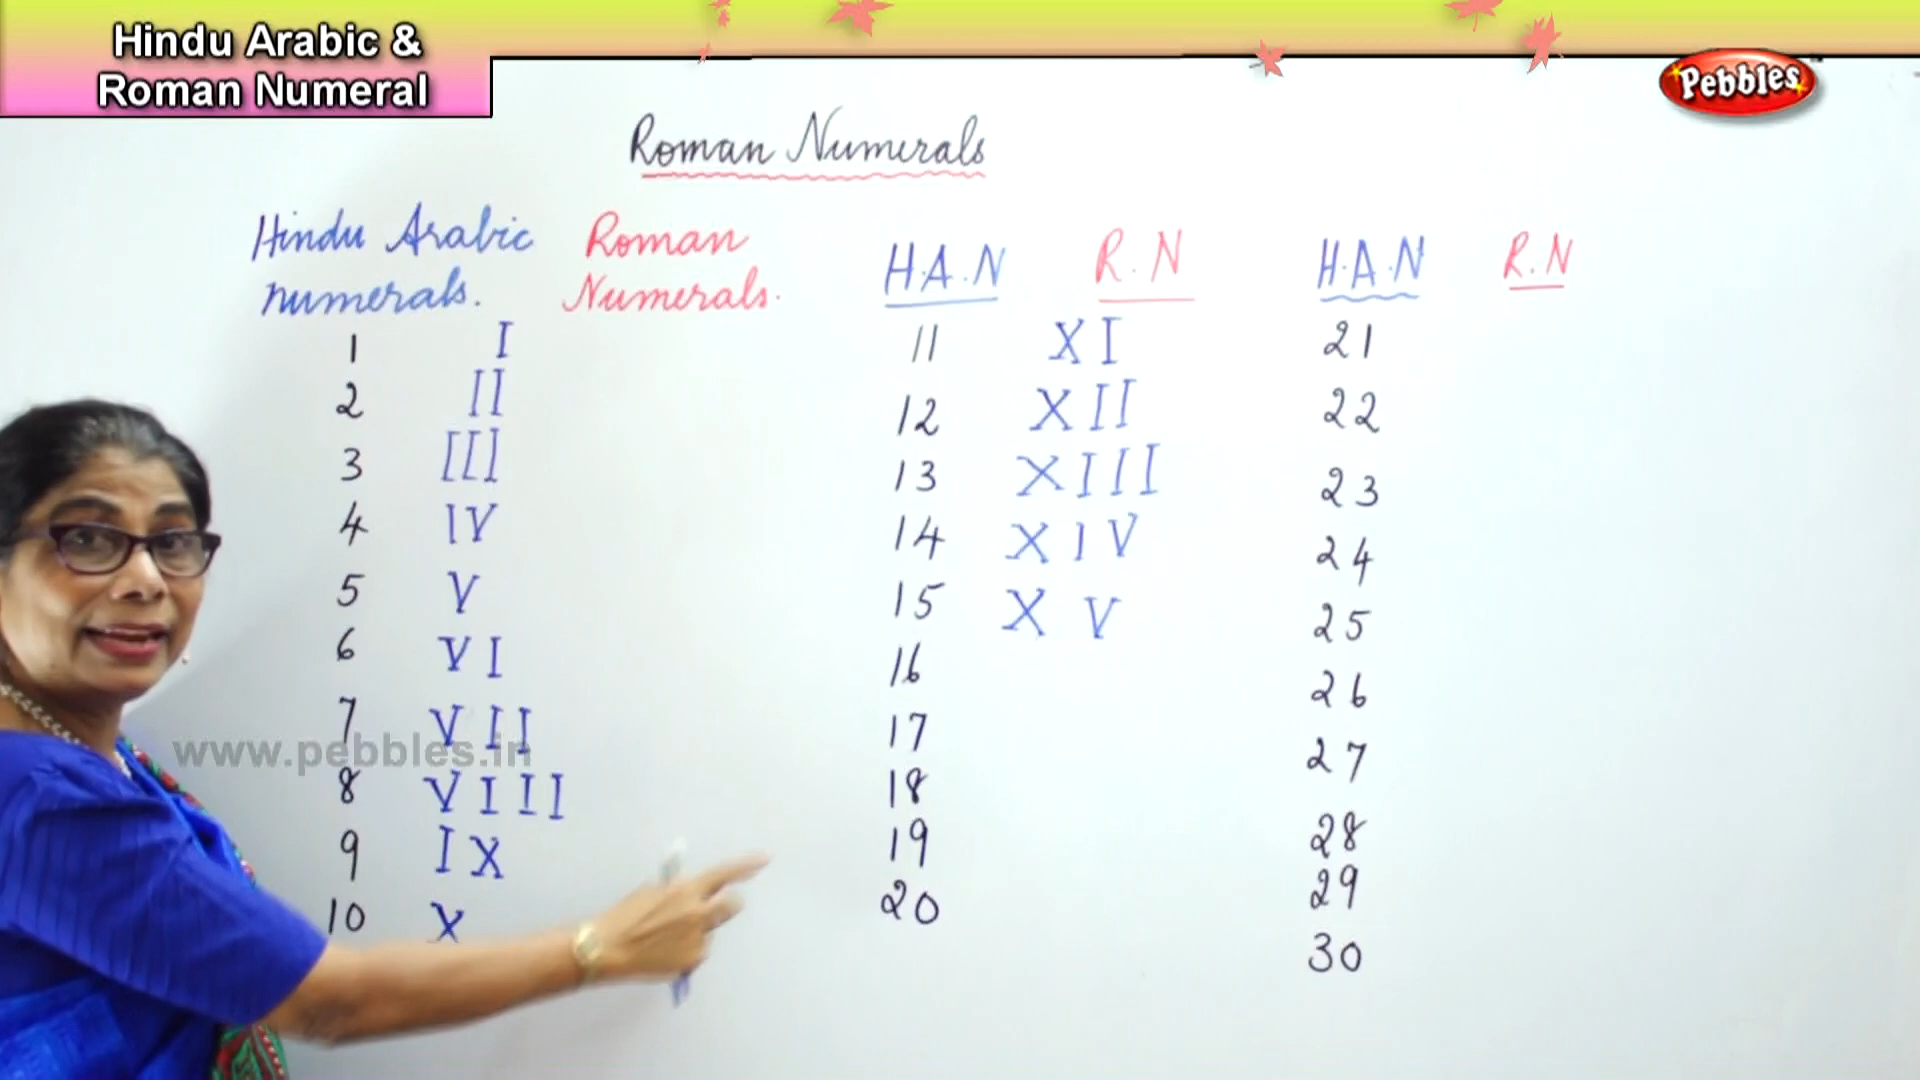 Hindu Arabic &
Roman Numeral
Pebbles
Roman Numerals
Hindu Arabic
numerals.
Roman
Numerals.
1 I
2 II
3 III
4 IV
5 V
6 VI
7 VII
8 VIII
9 IX
10 X
www.pebbles.in
H.A.N R.N
11 XI
12 XII
13 XIII
14 XIV
15 XV
16
17
18
19
20
H.A.N R.N
21
22
23
24
25
26
27
28
29
30